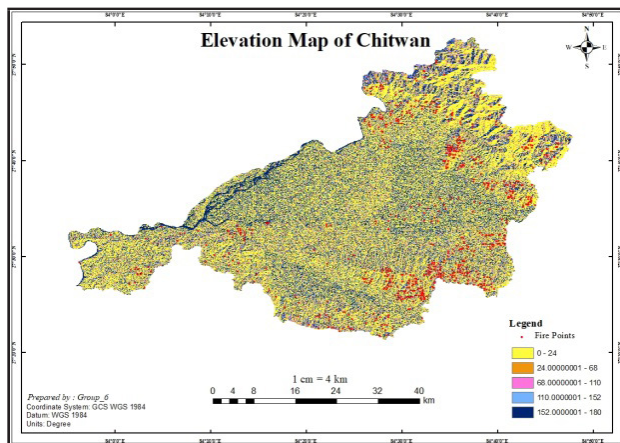 Elevation Map of Chitwan
N
W
E
S
Legend
Fire Points
0 - 24
24.00000001 - 68
68.00000001 - 110
110.0000001 - 152
152.0000001 - 180
1 cm = 4 km
0 2 4 8 16 24 32 40
km
Prepared by : Group_6
Coordinate System: GCS WGS 1984
Datum: WGS 1984
Units: Degree